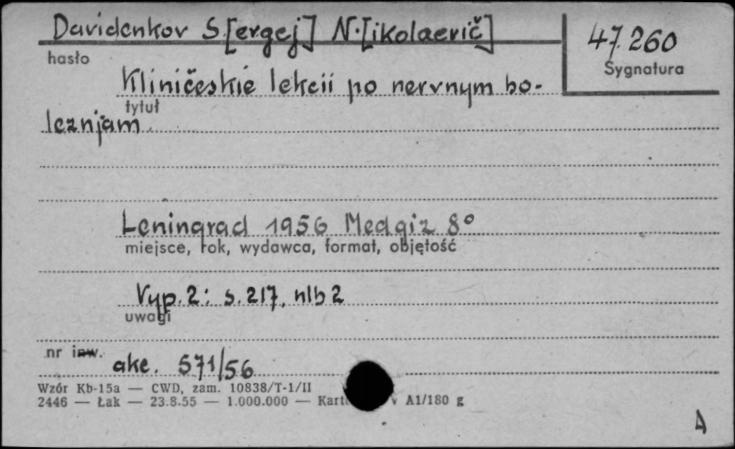 Davidenkov S.[ergej] N.[ikolaevič]
47.260
hasło
Sygnatura
Kliničeskie lekcii po nervnym bo-
tytuł
leznjam
Leningrad 1956 Medgiz 8°
miejsce, rok, wydawca, format, objętość
Vyp. 2: s. 217, nlb 2
uwagi
nr inw. akc. 571/56
Wzór Kb-15a — CWD, zam. 10838/T-1/II
2446 — Łak — 23.8.55 — 1.000.000 — A1/180 g